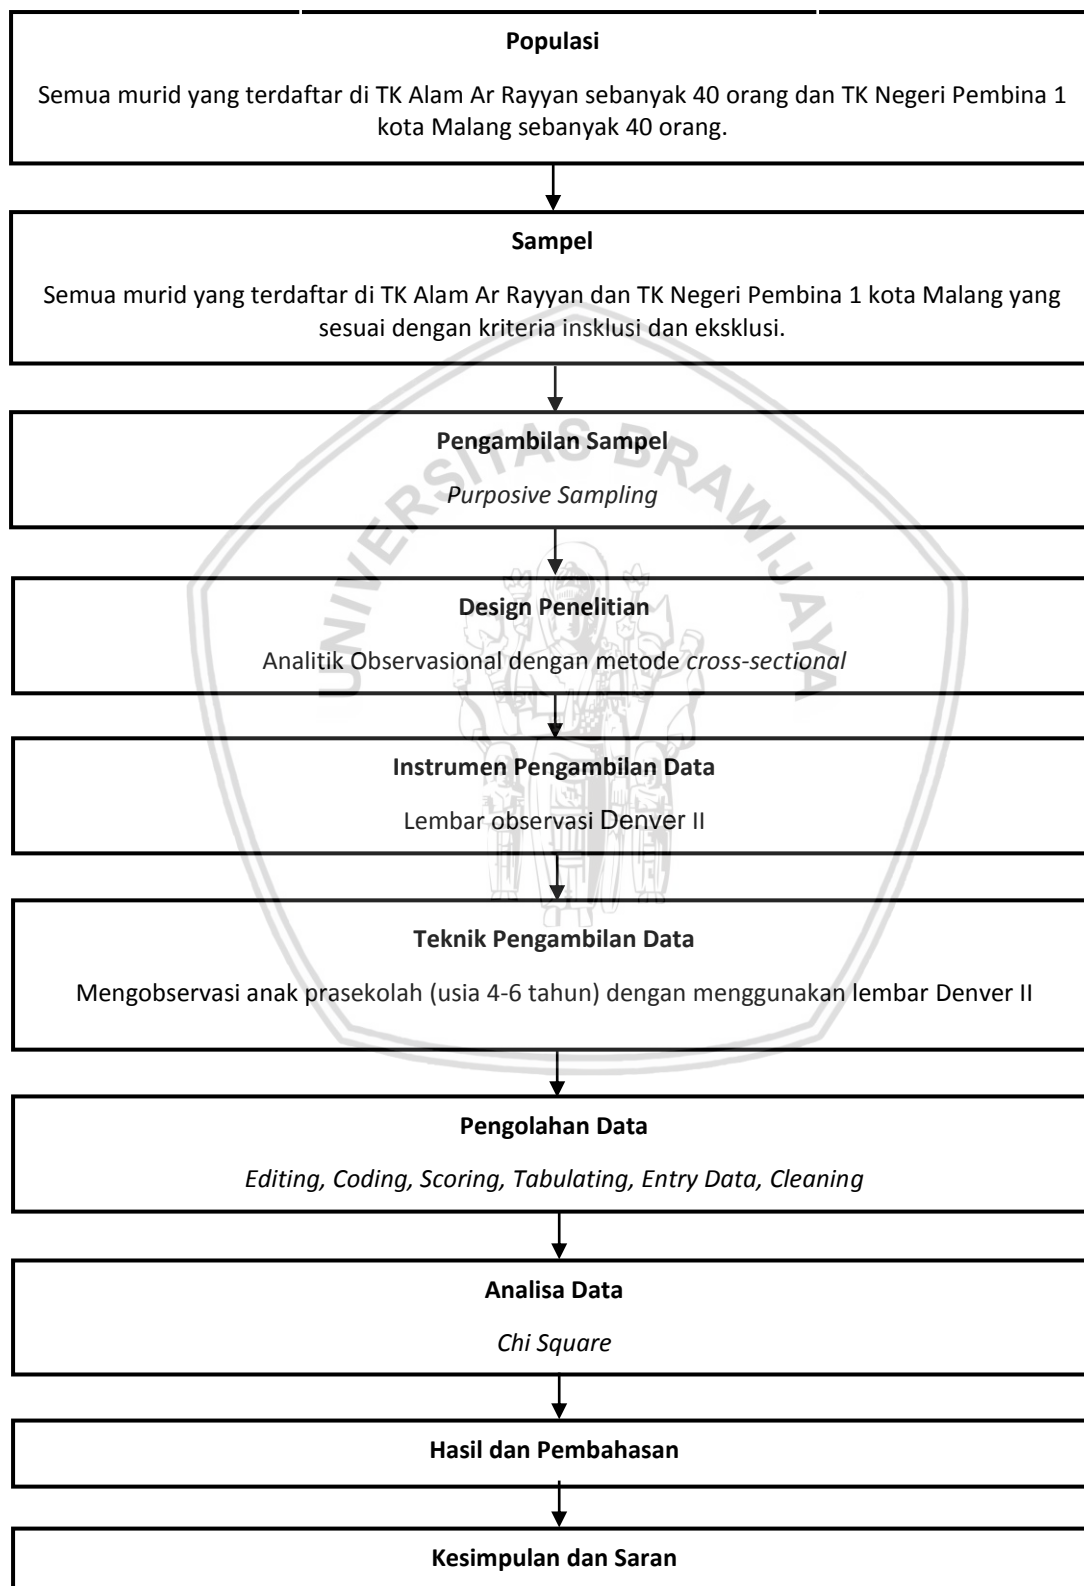 Populasi
Semua murid yang terdaftar di TK Alam Ar Rayyan sebanyak 40 orang dan TK Negeri Pembina 1
kota Malang sebanyak 40 orang.
Sampel
Semua murid yang terdaftar di TK Alam Ar Rayyan dan TK Negeri Pembina 1 kota Malang yang
sesuai dengan kriteria insklusi dan eksklusi.
Pengambilan Sampel
Purposive Sampling
UNIVERSITAS BRAWIJAYA
Design Penelitian
Analitik Observasional dengan metode cross-sectional
Instrumen Pengambilan Data
Lembar observasi Denver II
Teknik Pengambilan Data
Mengobservasi anak prasekolah (usia 4-6 tahun) dengan menggunakan lembar Denver II
Pengolahan Data
Editing, Coding, Scoring, Tabulating, Entry Data, Cleaning
Analisa Data
Chi Square
Hasil dan Pembahasan
Kesimpulan dan Saran